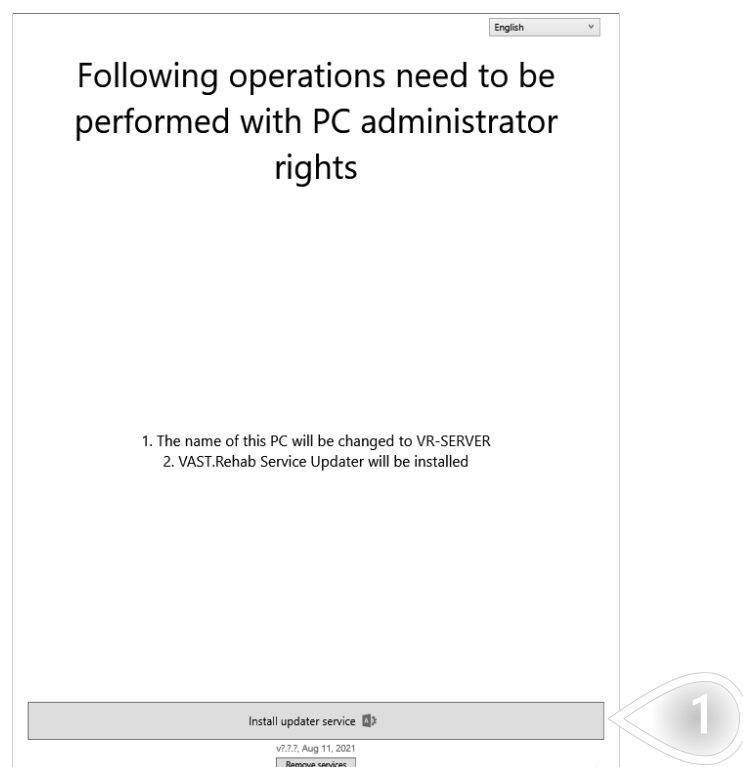 English
Following operations need to be
performed with PC administrator
rights
1. The name of this PC will be changed to VR-SERVER
2. VAST.Rehab Service Updater will be installed
Install updater service
v?.?.?, Aug 11, 2021
Remove services
1